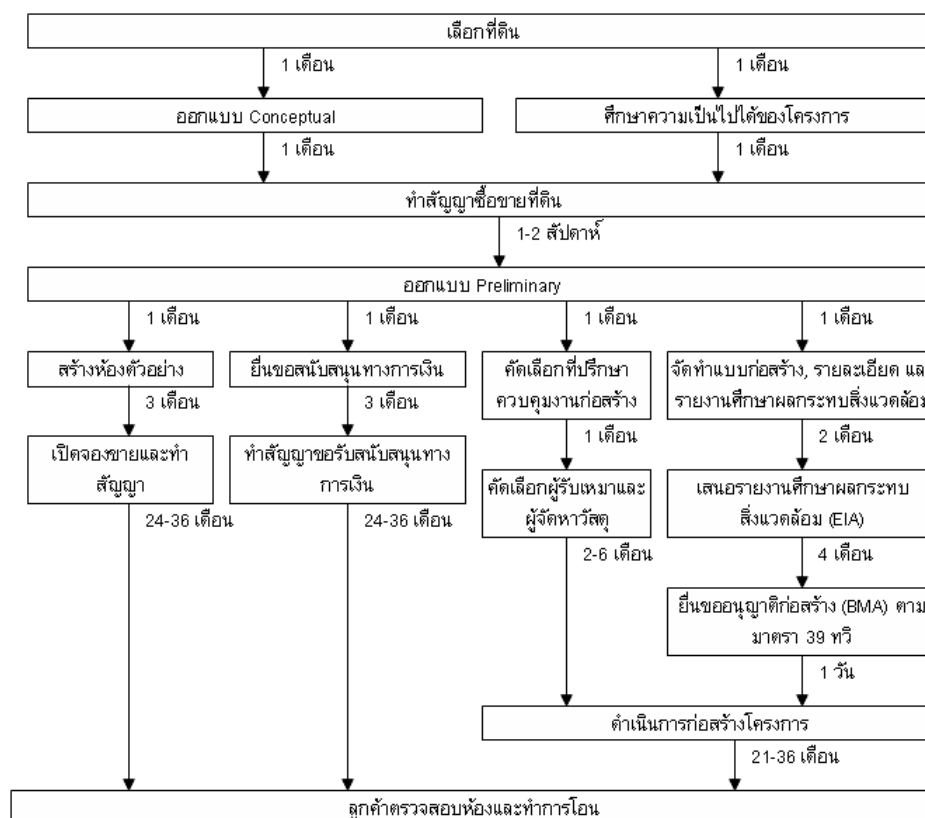 เลือกที่ดิน
1 เดือน
1 เดือน
ออกแบบ Conceptual
ศึกษาความเป็นไปได้ของโครงการ
1 เดือน
1 เดือน
ทำสัญญาซื้อขายที่ดิน
1-2 สัปดาห์
ออกแบบ Preliminary
1 เดือน
1 เดือน
1 เดือน
1 เดือน
สร้างห้องตัวอย่าง
ยื่นขอสนับสนุนทางการเงิน
คัดเลือกที่ปรึกษา
ควบคุมงานก่อสร้าง
จัดทำแบบก่อสร้าง, รายละเอียด และ
รายงานศึกษาผลกระทบสิ่งแวดล้อม
3 เดือน
3 เดือน
1 เดือน
2 เดือน
เปิดจองขายและทำ
สัญญา
ทำสัญญาขอรับสนับสนุนทาง
การเงิน
คัดเลือกผู้รับเหมาและ
ผู้จัดหาวัสดุ
เสนอรายงานศึกษาผลกระทบ
สิ่งแวดล้อม (EIA)
24-36 เดือน
24-36 เดือน
2-6 เดือน
4 เดือน
ยื่นขออนุญาติก่อสร้าง (BMA) ตาม
มาตรา 39 ทวิ
1 วัน
ดำเนินการก่อสร้างโครงการ
21-36 เดือน
ลูกค้าตรวจสอบห้องและทำการโอน